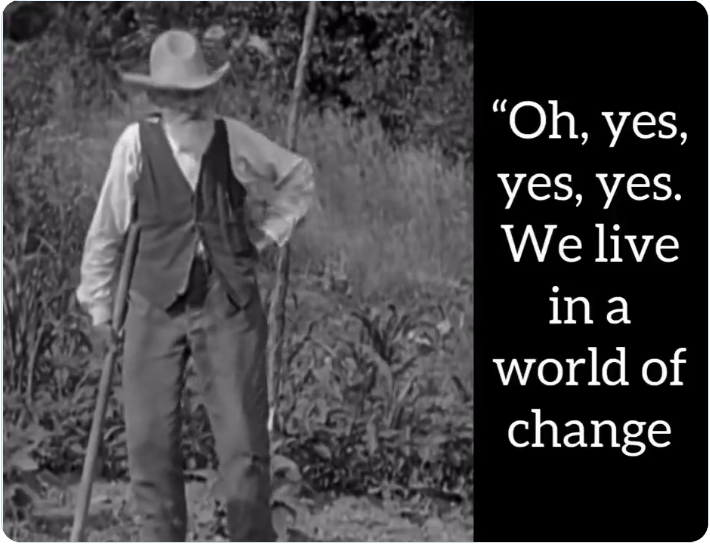 “Oh, yes,
yes, yes.
We live
in a
world of
change